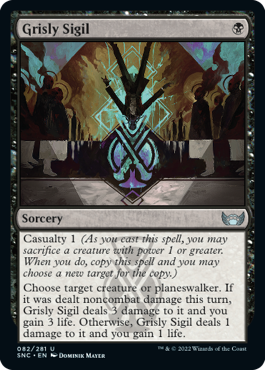 Grisly Sigil
Sorcery
Casualty 1 (As you cast this spell, you may
sacrifice a creature with power 1 or greater.
When you do, copy this spell and you may
choose a new target for the copy.)
Choose target creature or planeswalker. If
it was dealt noncombat damage this turn,
Grisly Sigil deals 3 damage to it and you
gain 3 life. Otherwise, Grisly Sigil deals 1
damage to it and you gain 1 life.
082/281 U
SNC • EN Dominik Mayer
™ & © 2022 Wizards of the Coast